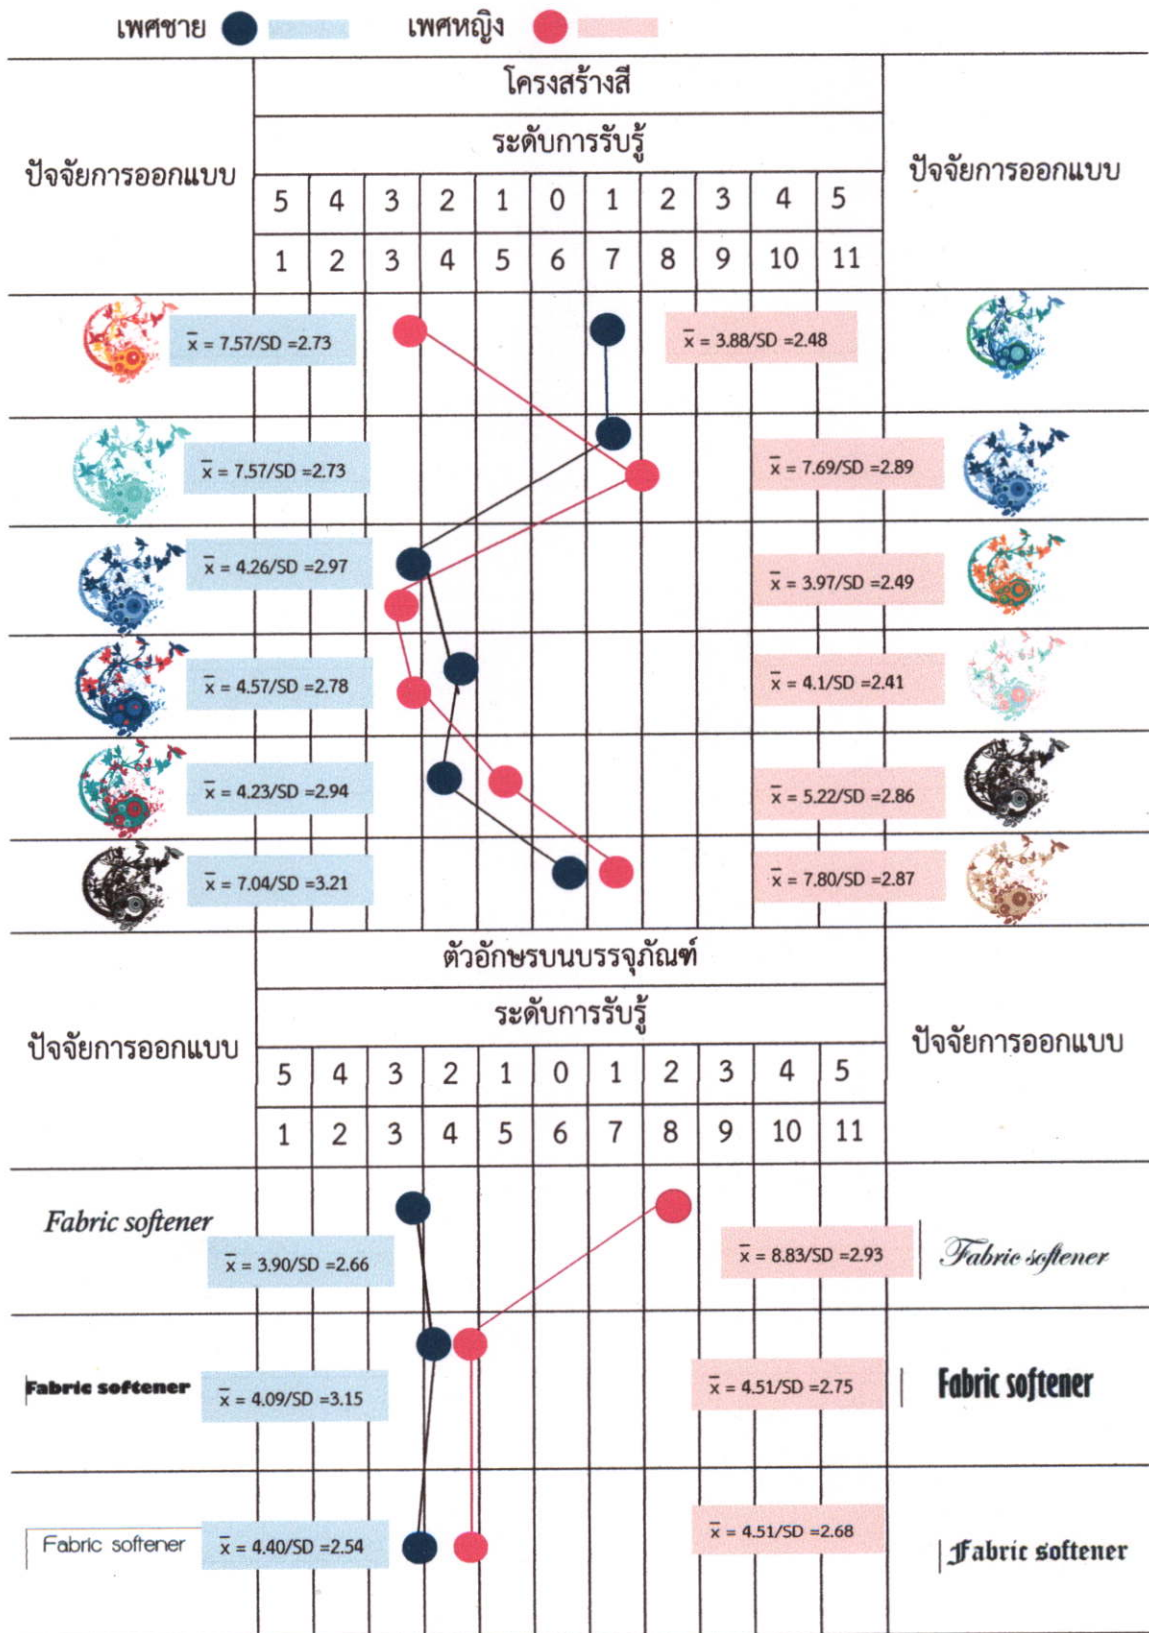 เพศชาย เพศหญิง
โครงสร้างสี
ระดับการรับรู้
ปัจจัยการออกแบบ ปัจจัยการออกแบบ
5 4 3 2 1 0 1 2 3 4 5
1 2 3 4 5 6 7 8 9 10 11
x̄ = 7.57/SD =2.73 x̄ = 3.88/SD =2.48
x̄ = 7.57/SD =2.73 x̄ = 7.69/SD =2.89
x̄ = 4.26/SD =2.97 x̄ = 3.97/SD =2.49
x̄ = 4.57/SD =2.78 x̄ = 4.1/SD =2.41
x̄ = 4.23/SD =2.94 x̄ = 5.22/SD =2.86
x̄ = 7.04/SD =3.21 x̄ = 7.80/SD =2.87
ตัวอักษรบนบรรจุภัณฑ์
ระดับการรับรู้
ปัจจัยการออกแบบ ปัจจัยการออกแบบ
5 4 3 2 1 0 1 2 3 4 5
1 2 3 4 5 6 7 8 9 10 11
Fabric softener x̄ = 3.90/SD =2.66 x̄ = 8.83/SD =2.93 Fabric softener
Fabric softener x̄ = 4.09/SD =3.15 x̄ = 4.51/SD =2.75 Fabric softener
Fabric softener x̄ = 4.40/SD =2.54 x̄ = 4.51/SD =2.68 Fabric softener